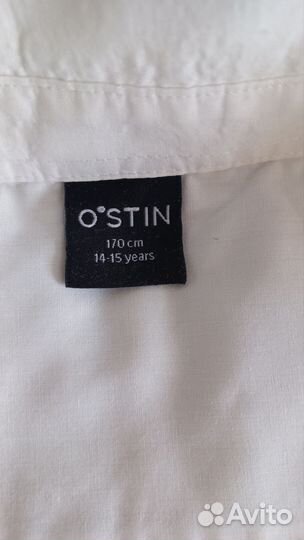 O°STIN
170 cm
14-15 years
Avito